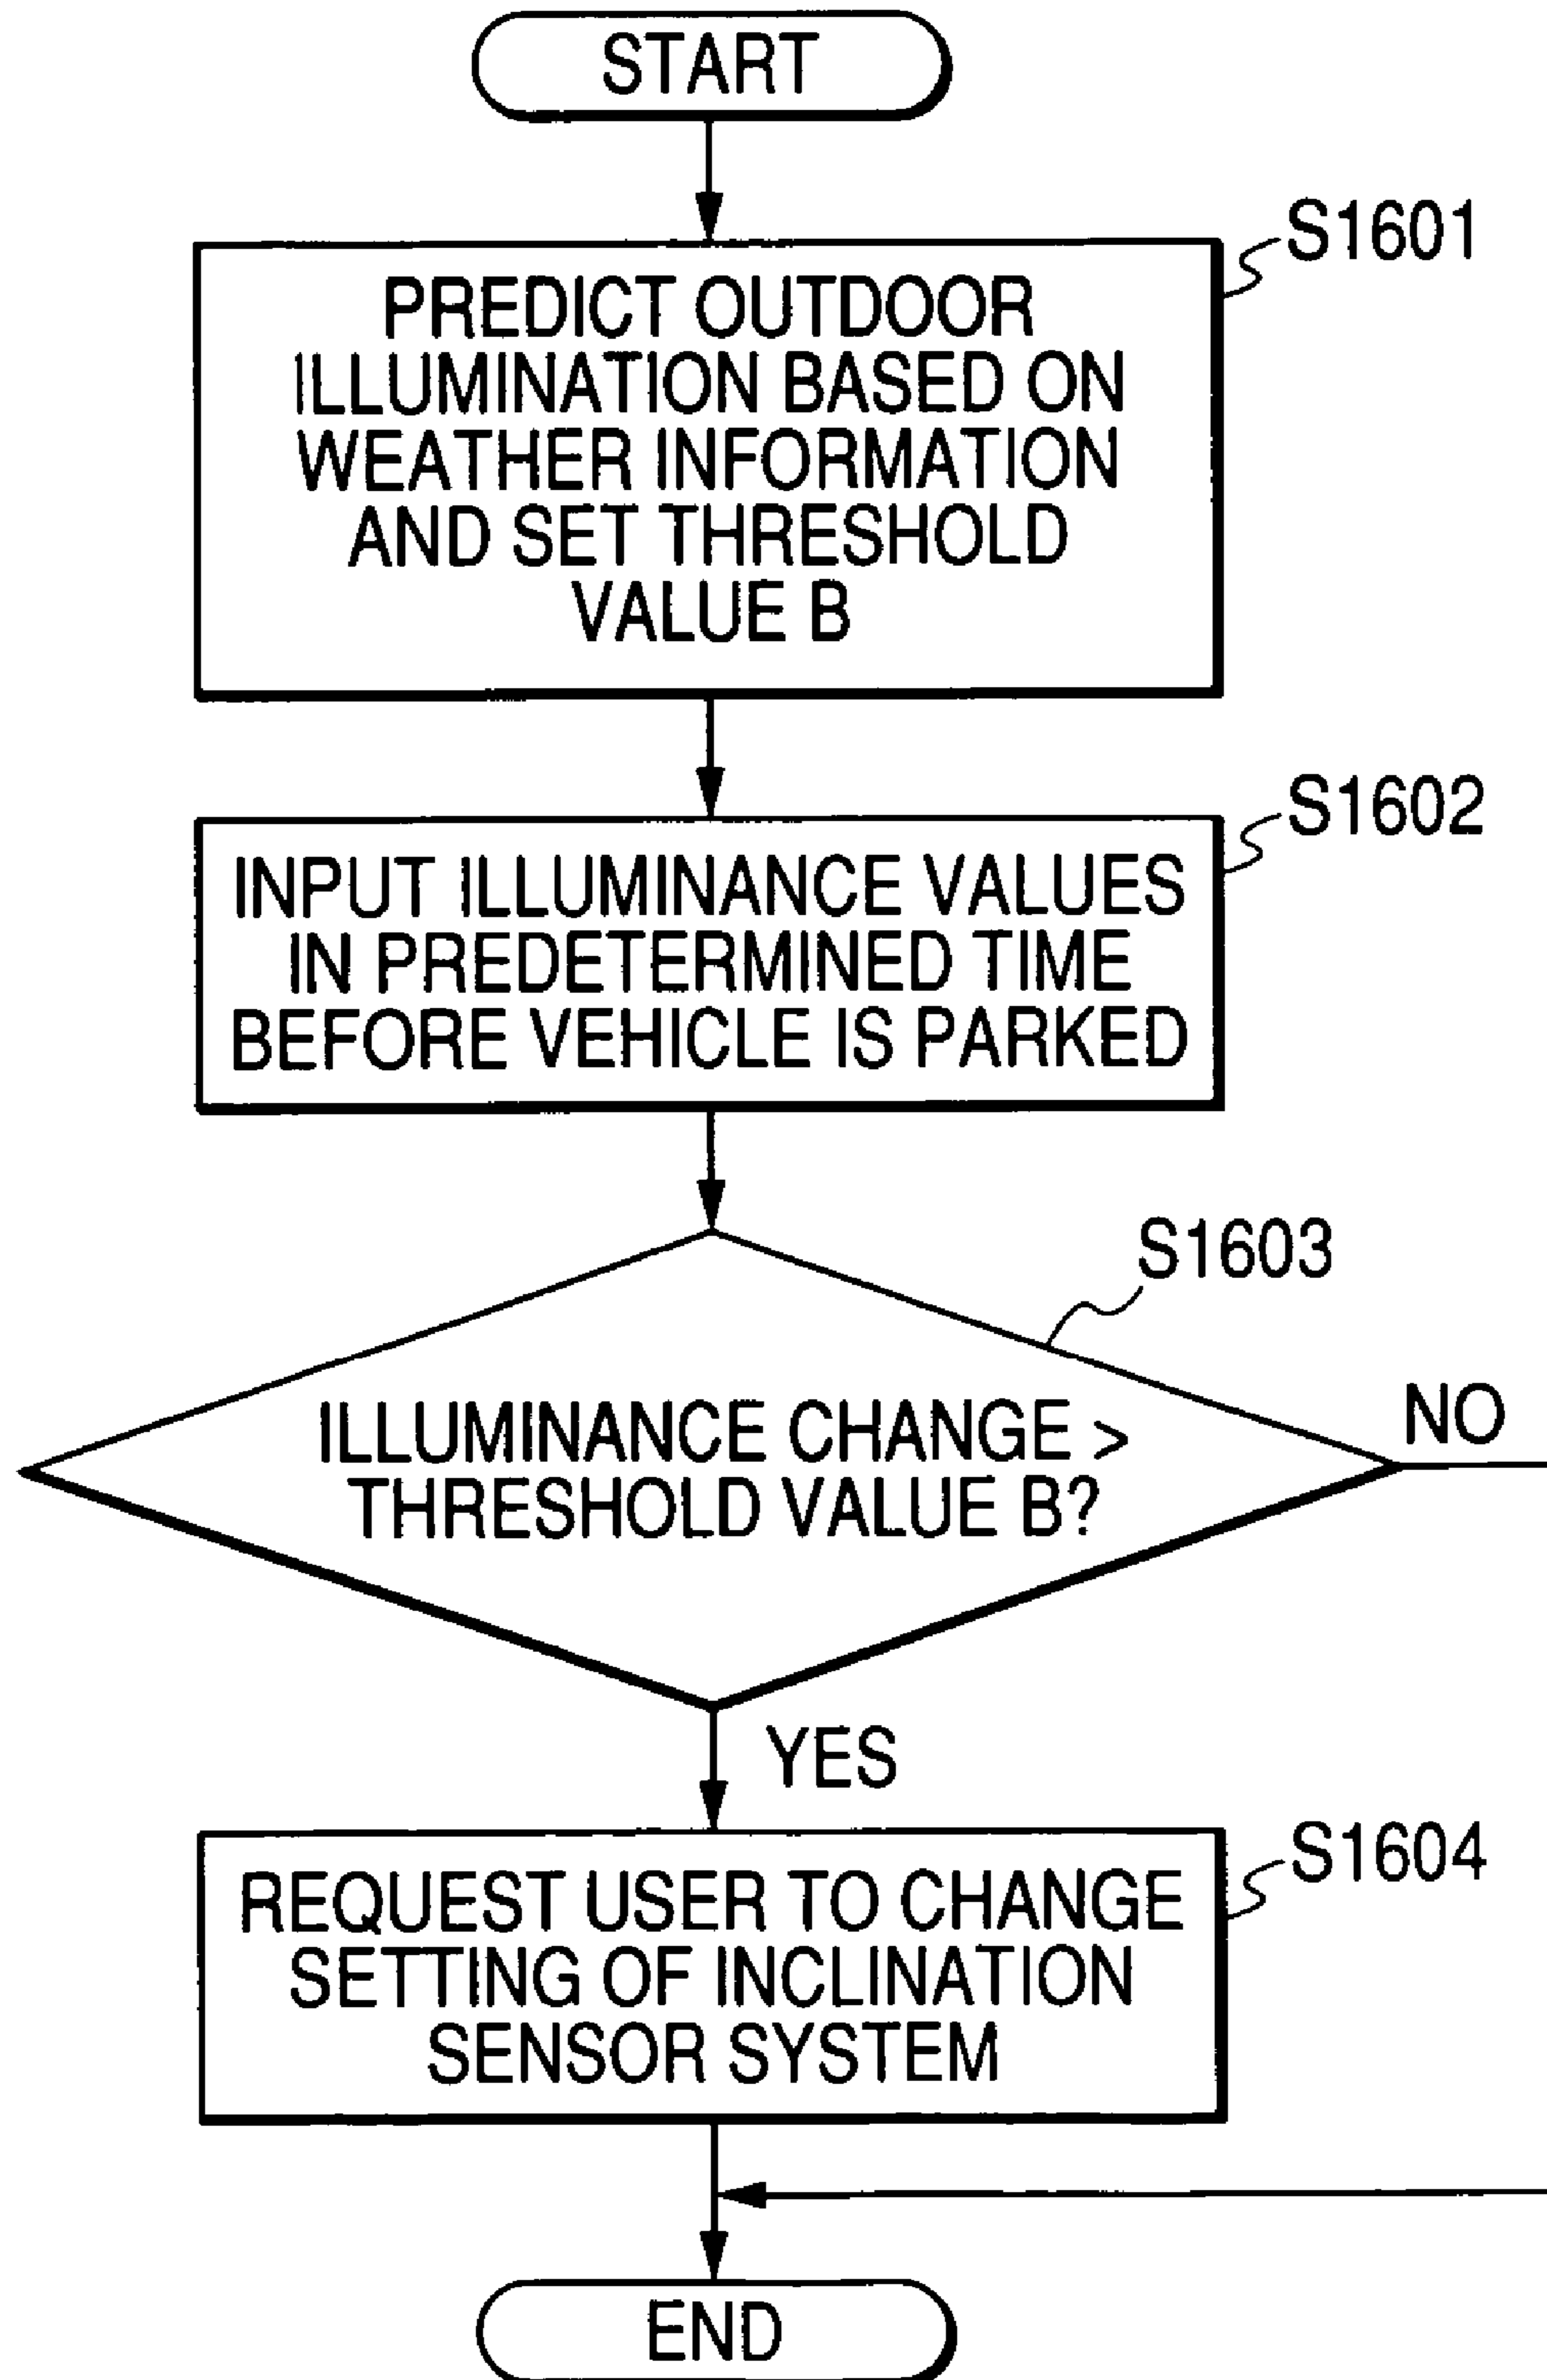 START
S1601
PREDICT OUTDOOR
ILLUMINATION BASED ON
WEATHER INFORMATION
AND SET THRESHOLD
VALUE B
S1602
INPUT ILLUMINANCE VALUES
IN PREDETERMINED TIME
BEFORE VEHICLE IS PARKED
S1603
ILLUMINANCE CHANGE >
THRESHOLD VALUE B?
NO
YES
S1604
REQUEST USER TO CHANGE
SETTING OF INCLINATION
SENSOR SYSTEM
END